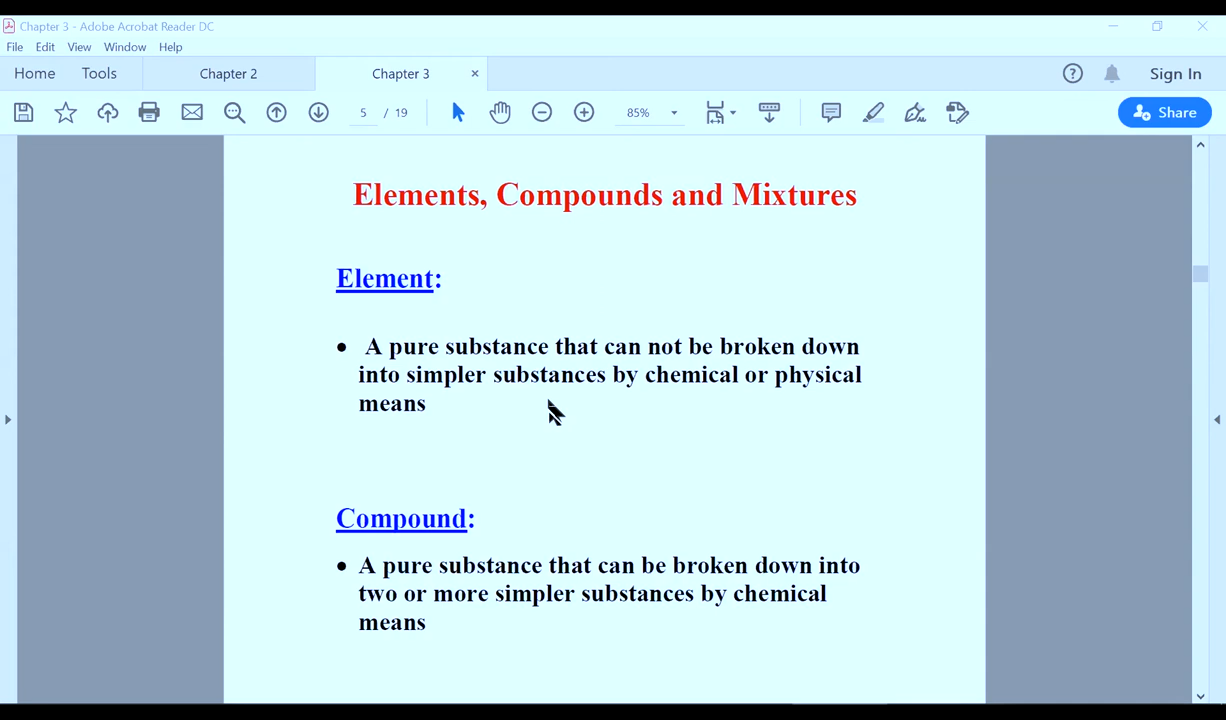 Chapter 3 - Adobe Acrobat Reader DC
File Edit View Window Help
Home Tools Chapter 2 Chapter 3 × ? Sign In
5 / 19 85% Share
Elements, Compounds and Mixtures
Element:
• A pure substance that can not be broken down
into simpler substances by chemical or physical
means
Compound:
• A pure substance that can be broken down into
two or more simpler substances by chemical
means